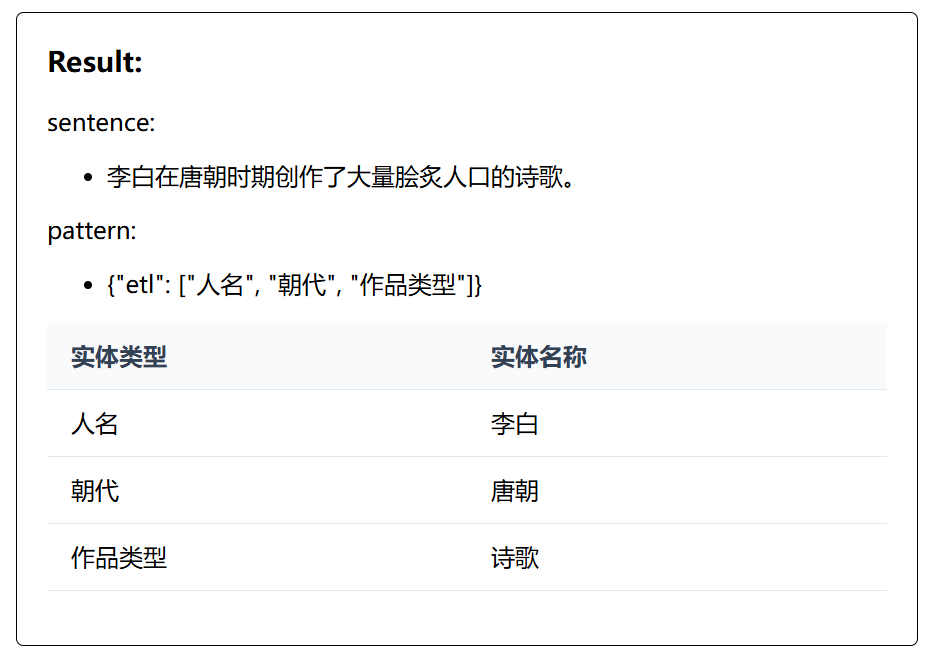 Result:
sentence:
李白在唐朝时期创作了大量脍炙人口的诗歌。
pattern:
{"etl": ["人名", "朝代", "作品类型"]}
实体类型 实体名称
人名 李白
朝代 唐朝
作品类型 诗歌